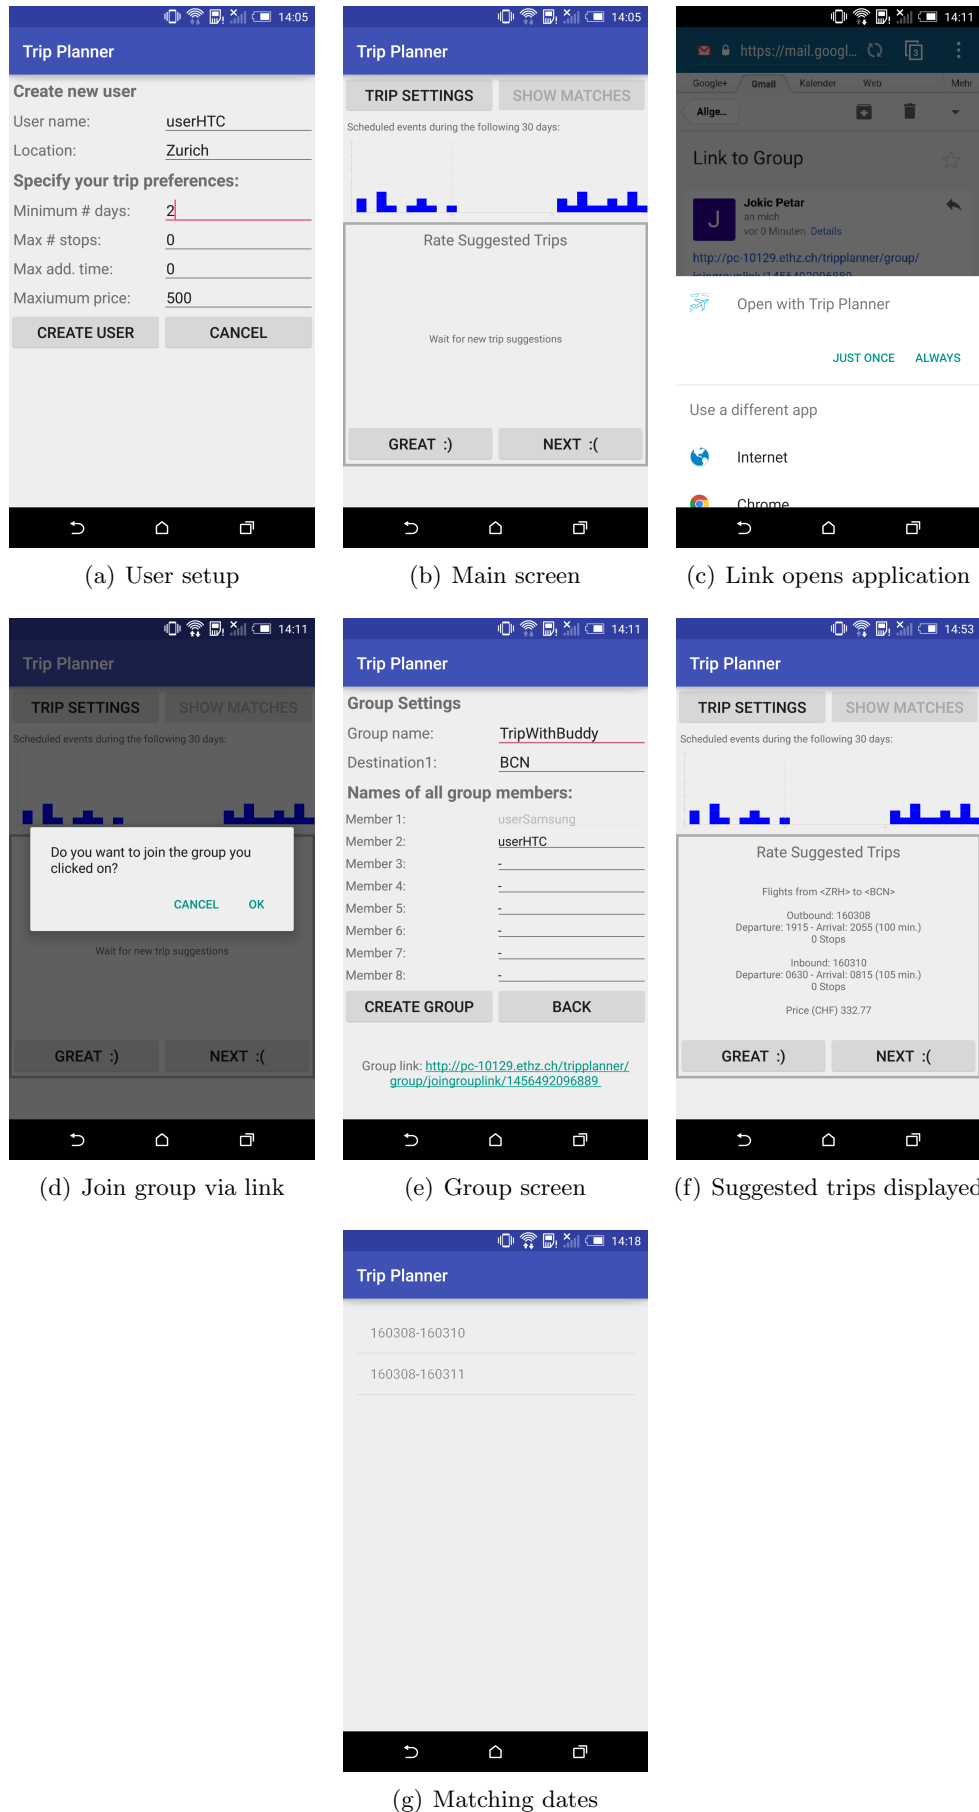 14:05
Trip Planner
Create new user
User name: userHTC
Location: Zurich
Specify your trip preferences:
Minimum # days: 2
Max # stops: 0
Max add. time: 0
Maxiumum price: 500
CREATE USER CANCEL
(a) User setup
14:05
Trip Planner
TRIP SETTINGS SHOW MATCHES
Scheduled events during the following 30 days:
Rate Suggested Trips
Wait for new trip suggestions
GREAT :) NEXT :(
(b) Main screen
14:11
https://mail.googl... 3
Google+ Gmail Kalender Web Mehr
Allge...
Link to Group
J
Jokic Petar
an mich
vor 0 Minuten Details
http://pc-10129.ethz.ch/tripplanner/group/
joingrouplink/1456492096889
Open with Trip Planner
JUST ONCE ALWAYS
Use a different app
Internet
Chrome
(c) Link opens application
14:11
Trip Planner
TRIP SETTINGS SHOW MATCHES
Scheduled events during the following 30 days:
Do you want to join the group you
clicked on?
CANCEL OK
Wait for new trip suggestions
GREAT :) NEXT :(
(d) Join group via link
14:11
Trip Planner
Group Settings
Group name: TripWithBuddy
Destination1: BCN
Names of all group members:
Member 1: userSamsung
Member 2: userHTC
Member 3: -
Member 4: -
Member 5: -
Member 6: -
Member 7: -
Member 8: -
CREATE GROUP BACK
Group link: http://pc-10129.ethz.ch/tripplanner/
group/joingrouplink/1456492096889
(e) Group screen
14:53
Trip Planner
TRIP SETTINGS SHOW MATCHES
Scheduled events during the following 30 days:
Rate Suggested Trips
Flights from <ZRH> to <BCN>
Outbound: 160308
Departure: 1915 - Arrival: 2055 (100 min.)
0 Stops
Inbound: 160310
Departure: 0630 - Arrival: 0815 (105 min.)
0 Stops
Price (CHF) 332.77
GREAT :) NEXT :(
(f) Suggested trips displayed
14:18
Trip Planner
160308-160310
160308-160311
(g) Matching dates